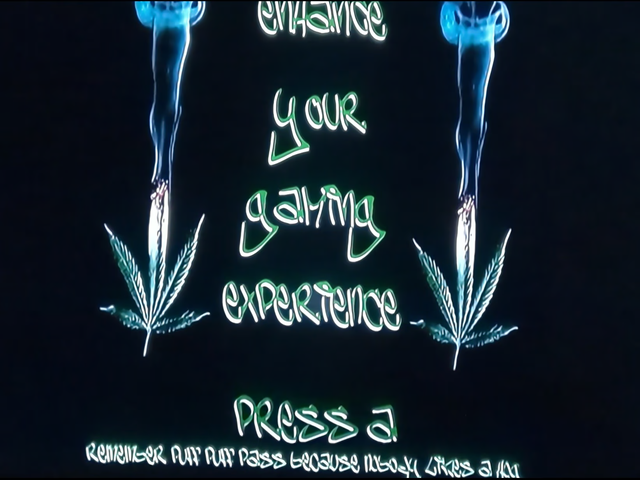 enhance
your
gaming
experience
press a
Remember puff puff pass because nobody likes a